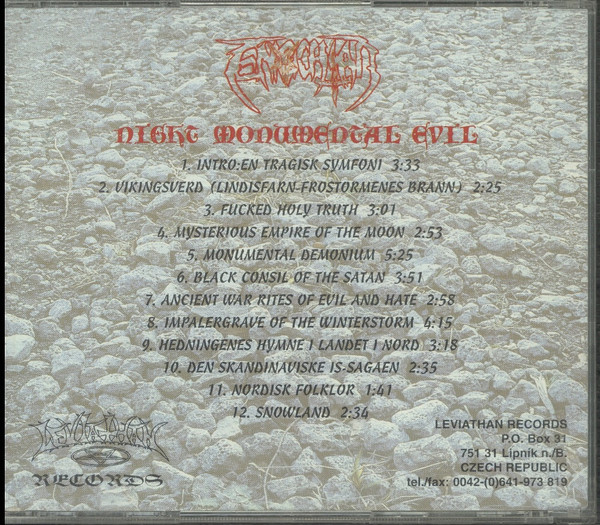 ENOCHIAN
NIGHT MONUMENTAL EVIL
1. INTRO:EN TRAGISK SYMFONI 3:33
2. VIKINGSVERD (LINDISFARN-FROSTORMENES BRANN) 2:25
3. FUCKED HOLY TRUTH 3:01
4. MYSTERIOUS EMPIRE OF THE MOON 2:53
5. MONUMENTAL DEMONIUM 5:25
6. BLACK CONSIL OF THE SATAN 3:51
7. ANCIENT WAR RITES OF EVIL AND HATE 2:58
8. IMPALERGRAVE OF THE WINTERSTORM 4:15
9. HEDNINGENES HYMNE I LANDET I NORD 3:18
10. DEN SKANDINAVISKE IS-SAGAEN 2:35
11. NORDISK FOLKLOR 1:41
12. SNOWLAND 2:34
LEVIATHAN
RECORDS
LEVIATHAN RECORDS
P.O. Box 31
751 31 Lipník n./B.
CZECH REPUBLIC
tel./fax: 0042-(0)641-973 819